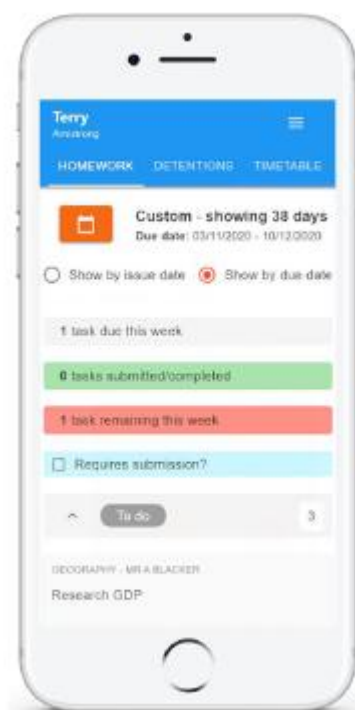 Terry
Armstrong
HOMEWORK DETENTIONS TIMETABLE
Custom - showing 38 days
Due date: 03/11/2020 - 10/12/2020
Show by issue date Show by due date
1 task due this week
0 tasks submitted/completed
1 task remaining this week
Requires submission?
To do 3
GEOGRAPHY - MR A BLACKER
Research GDP